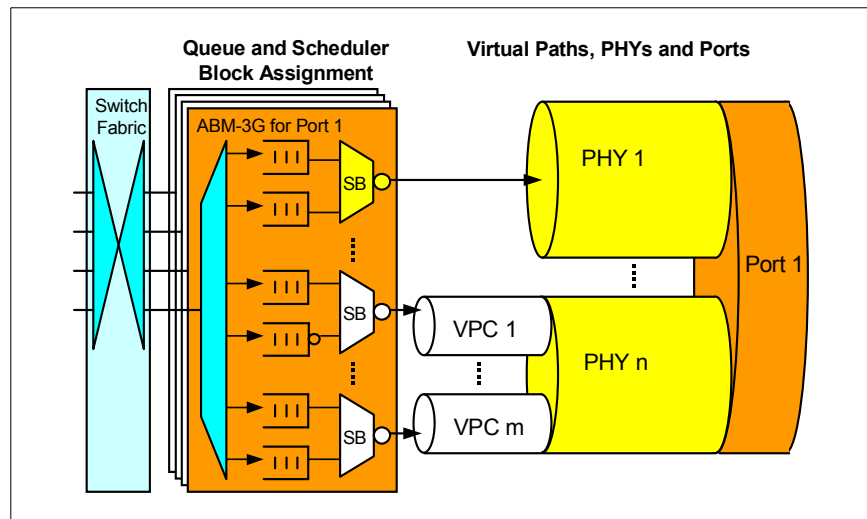 Queue and Scheduler
Block Assignment
Virtual Paths, PHYs and Ports
Switch
Fabric
ABM-3G for Port 1
SB
PHY 1
SB
VPC 1
Port 1
PHY n
SB
VPC m